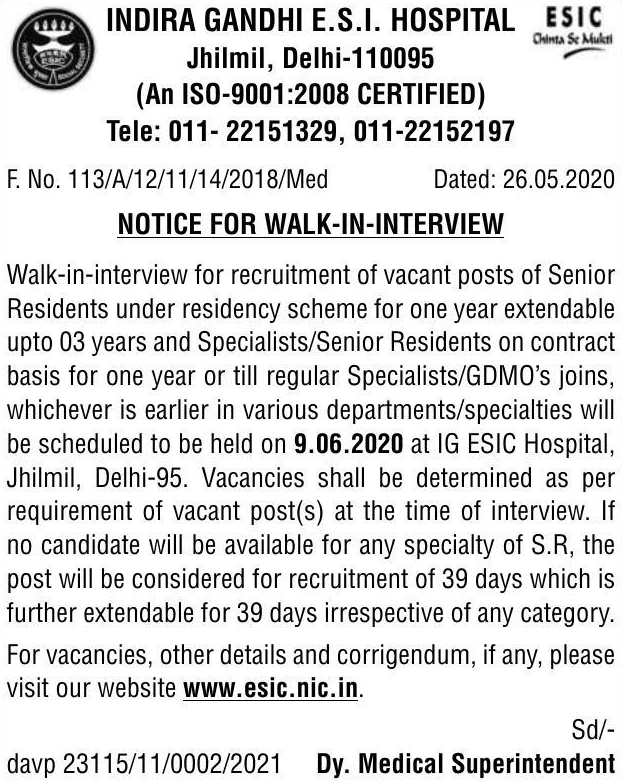 INDIRA GANDHI E.S.I. HOSPITAL
Jhilmil, Delhi-110095
(An ISO-9001:2008 CERTIFIED)
Tele: 011- 22151329, 011-22152197
ESIC
Chinta Se Mukti
ESIC
F. No. 113/A/12/11/14/2018/Med Dated: 26.05.2020
NOTICE FOR WALK-IN-INTERVIEW
Walk-in-interview for recruitment of vacant posts of Senior
Residents under residency scheme for one year extendable
upto 03 years and Specialists/Senior Residents on contract
basis for one year or till regular Specialists/GDMO's joins,
whichever is earlier in various departments/specialties will
be scheduled to be held on 9.06.2020 at IG ESIC Hospital,
Jhilmil, Delhi-95. Vacancies shall be determined as per
requirement of vacant post(s) at the time of interview. If
no candidate will be available for any specialty of S.R, the
post will be considered for recruitment of 39 days which is
further extendable for 39 days irrespective of any category.
For vacancies, other details and corrigendum, if any, please
visit our website www.esic.nic.in.
Sd/-
davp 23115/11/0002/2021 Dy. Medical Superintendent